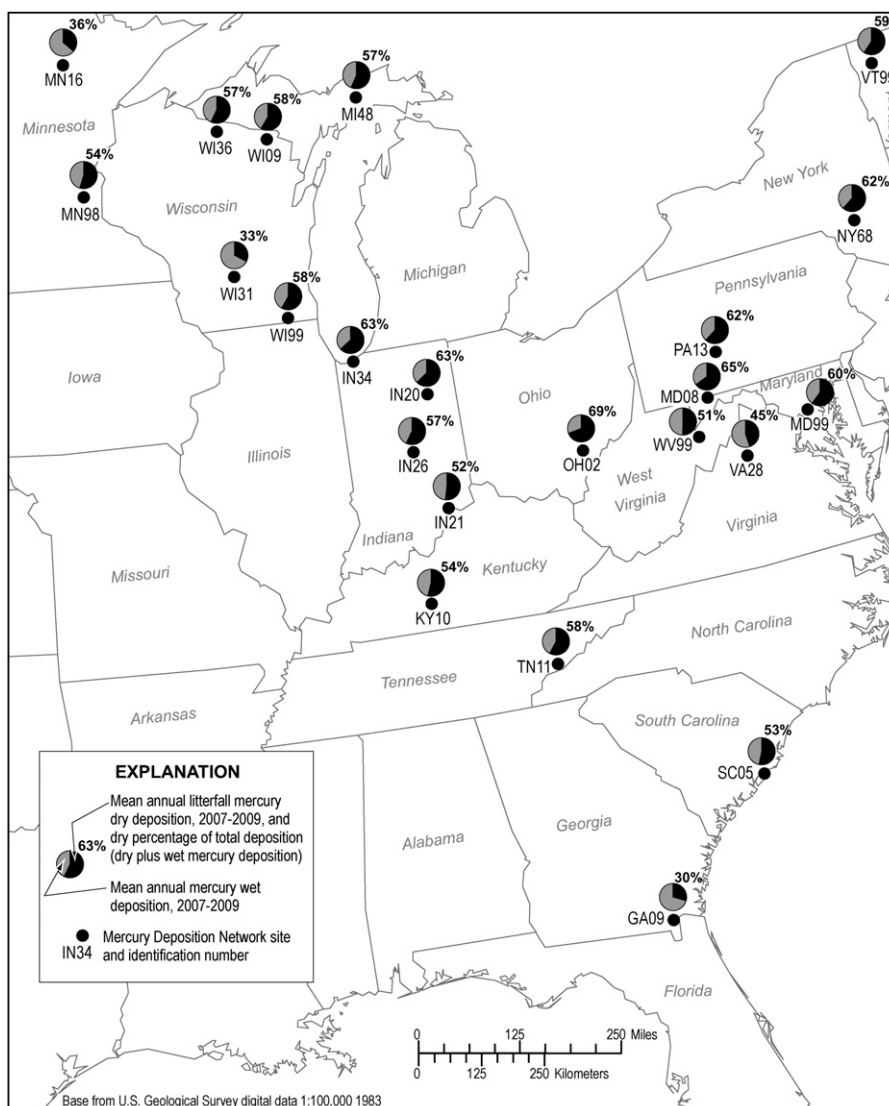 36%
MN16
57%
MI48
59
VT99
57%
WI36
58%
WI09
Minnesota
54%
MN98
Wisconsin
New York
62%
NY68
33%
WI31
Michigan
58%
WI99
Pennsylvania
62%
PA13
63%
IN34
63%
IN20
65%
MD08
Maryland
60%
MD99
Iowa
Ohio
69%
OH02
51%
WV99
45%
VA28
57%
IN26
Illinois
52%
IN21
West
Virginia
Virginia
Indiana
Missouri
54%
KY10
Kentucky
58%
TN11
North Carolina
Tennessee
Arkansas
South Carolina
53%
SC05
EXPLANATION
Mean annual litterfall mercury
dry deposition, 2007-2009, and
dry percentage of total deposition
(dry plus wet mercury deposition)
63%
Mean annual mercury wet
deposition, 2007-2009
Mercury Deposition Network site
and identification number
IN34
Alabama
Georgia
30%
GA09
Florida
0 125 250 Miles
0 125 250 Kilometers
Base from U.S. Geological Survey digital data 1:100,000 1983